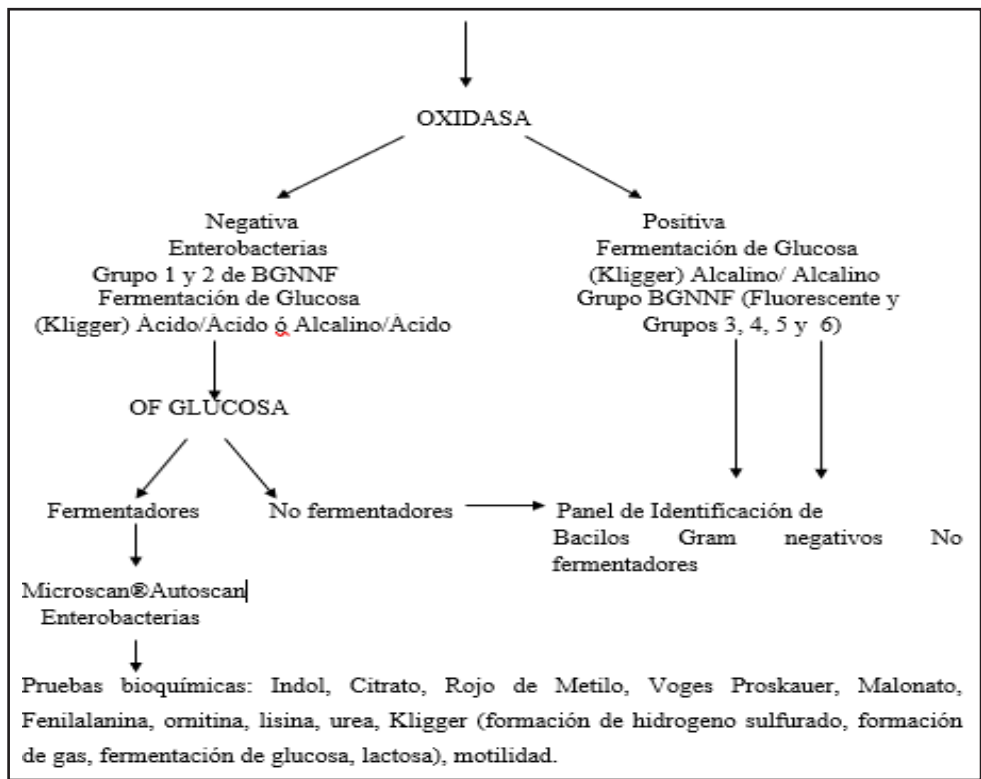 OXIDASA
Negativa
Enterobacterias
Grupo 1 y 2 de BGNNF
Fermentación de Glucosa
(Kligger) Ácido/Ácido ó Alcalino/Ácido
Positiva
Fermentación de Glucosa
(Kligger) Alcalino/ Alcalino
Grupo BGNNF (Fluorescente y
Grupos 3, 4, 5 y 6)
OF GLUCOSA
Fermentadores
No fermentadores
Panel de Identificación de
Bacilos Gram negativos No
fermentadores
Microscan®Autoscan
Enterobacterias
Pruebas bioquímicas: Indol, Citrato, Rojo de Metilo, Voges Proskauer, Malonato,
Fenilalanina, ornitina, lisina, urea, Kligger (formación de hidrogeno sulfurado, formación
de gas, fermentación de glucosa, lactosa), motilidad.